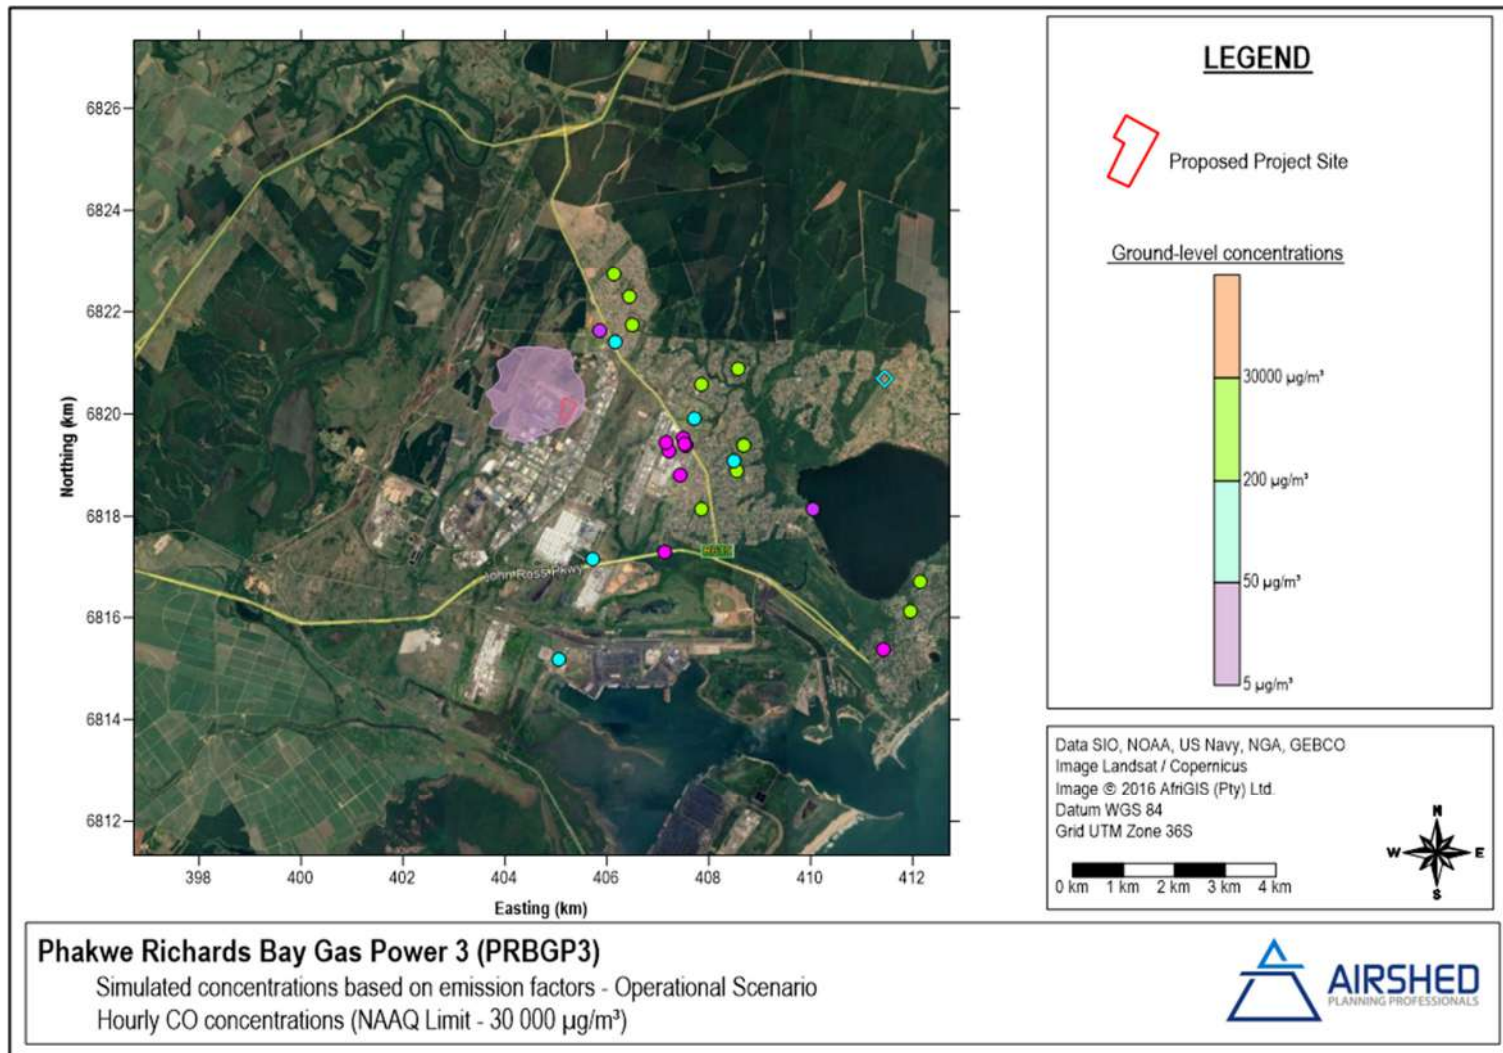 6826
6824
6822
6820
6818
6816
6814
6812
Northing (km)
John Ross Pkwy
398
400
402
404
406
408
410
412
Easting (km)
LEGEND
Proposed Project Site
Ground-level concentrations
30000 µg/m³
200 µg/m³
50 µg/m³
5 µg/m³
Data SIO, NOAA, US Navy, NGA, GEBCO
Image Landsat / Copernicus
Image © 2016 AfriGIS (Pty) Ltd.
Datum WGS 84
Grid UTM Zone 36S
N
W E
S
0 km 1 km 2 km 3 km 4 km
Phakwe Richards Bay Gas Power 3 (PRBGP3)
Simulated concentrations based on emission factors - Operational Scenario
Hourly CO concentrations (NAAQ Limit - 30 000 µg/m³)
AIRSHED
PLANNING PROFESSIONALS